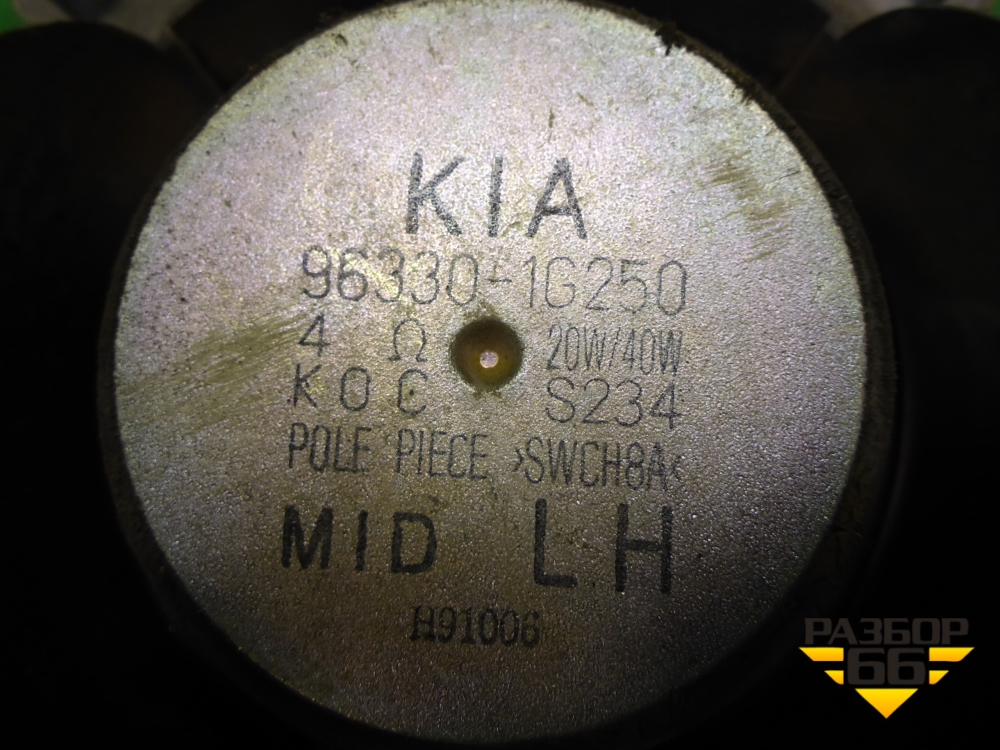 KIA
96330-1G250
4 Ω 20W/40W
KOC S234
POLE PIECE >SWCH8A<
MID LH
H91006
РАЗБОР
66